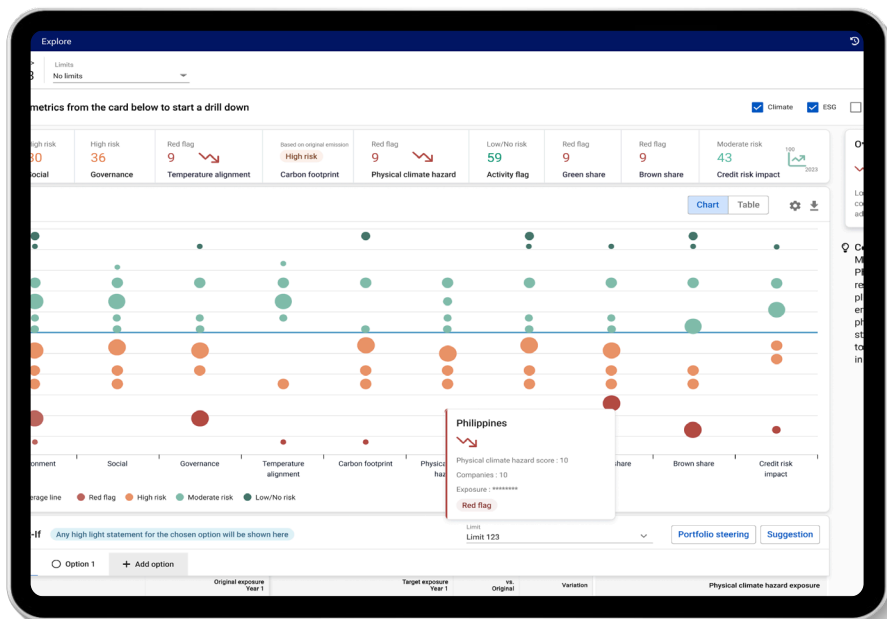 Explore
Limits
No limits
metrics from the card below to start a drill down
Climate
ESG
High risk
30
Social
High risk
36
Governance
Red flag
9
Temperature alignment
Based on original emission
High risk
Carbon footprint
Red flag
9
Physical climate hazard
Low/No risk
59
Activity flag
Red flag
9
Green share
Red flag
9
Brown share
Moderate risk
43
Credit risk impact
100
2023
Chart
Table
Social
Governance
Temperature
alignment
Carbon footprint
share
Brown share
Credit risk
impact
Philippines
Physical climate hazard score : 10
Companies : 10
Exposure : ********
Red flag
erage line
Red flag
High risk
Moderate risk
Low/No risk
-If
Any high light statement for the chosen option will be shown here
Limit
Limit 123
Portfolio steering
Suggestion
Option 1
+ Add option
Original exposure
Year 1
Target exposure
Year 1
vs.
Original
Variation
Physical climate hazard exposure